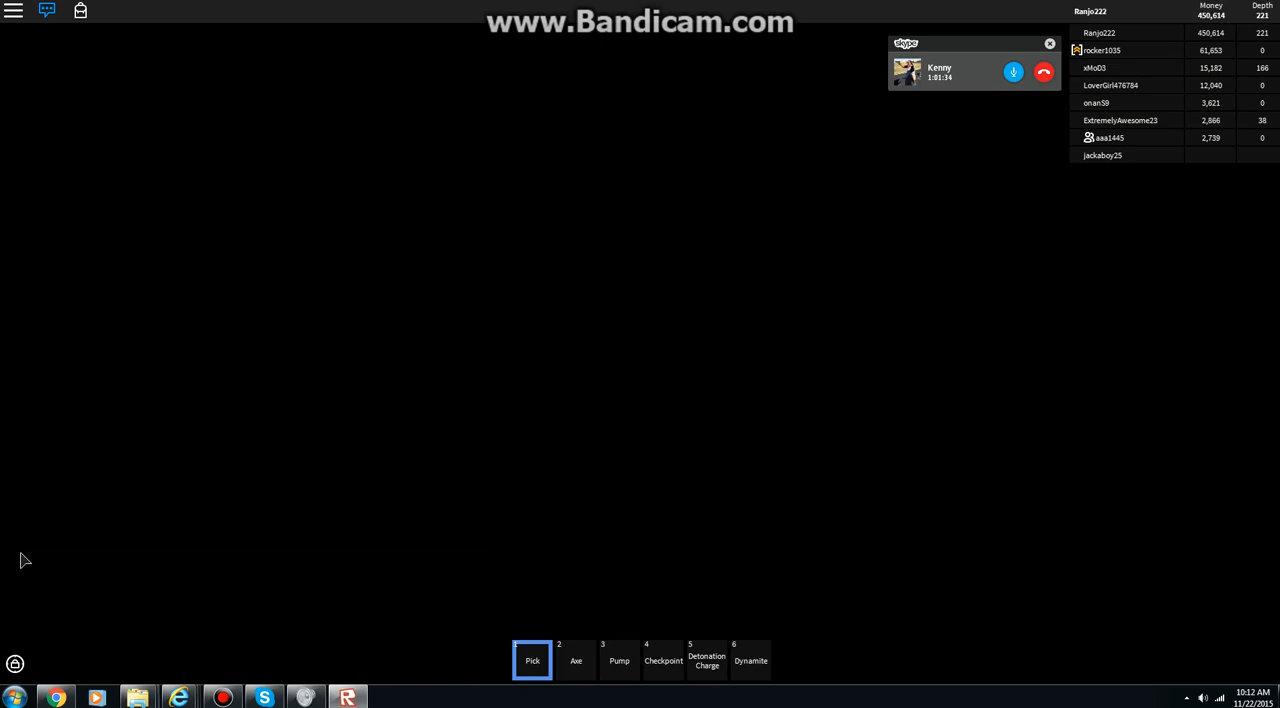 www.Bandicam.com
Ranjo222 Money 450,614 Depth 221
Ranjo222 450,614 221
rocker1035 61,653 0
xMoD3 15,182 166
LoverGirl476784 12,040 0
onanS9 3,621 0
ExtremelyAwesome23 2,866 38
aaa1445 2,739 0
jackaboy25
skype
Kenny
1:01:34
1 Pick
2 Axe
3 Pump
4 Checkpoint
5 Detonation Charge
6 Dynamite
10:12 AM
11/22/2015